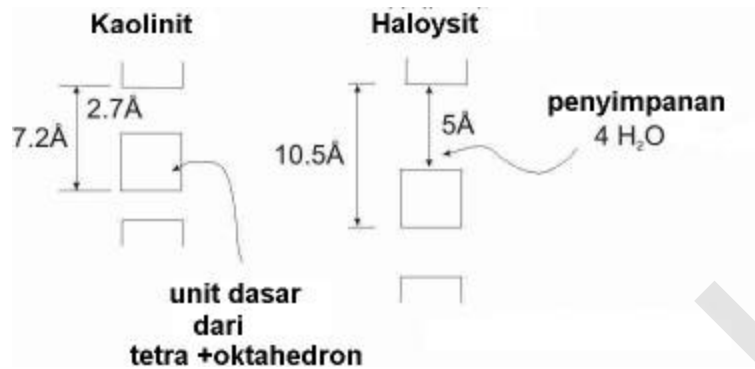 Kaolinit
Haloysit
2.7Å
7.2Å
5Å
10.5Å
penyimpanan
4 H₂O
unit dasar
dari
tetra +oktahedron